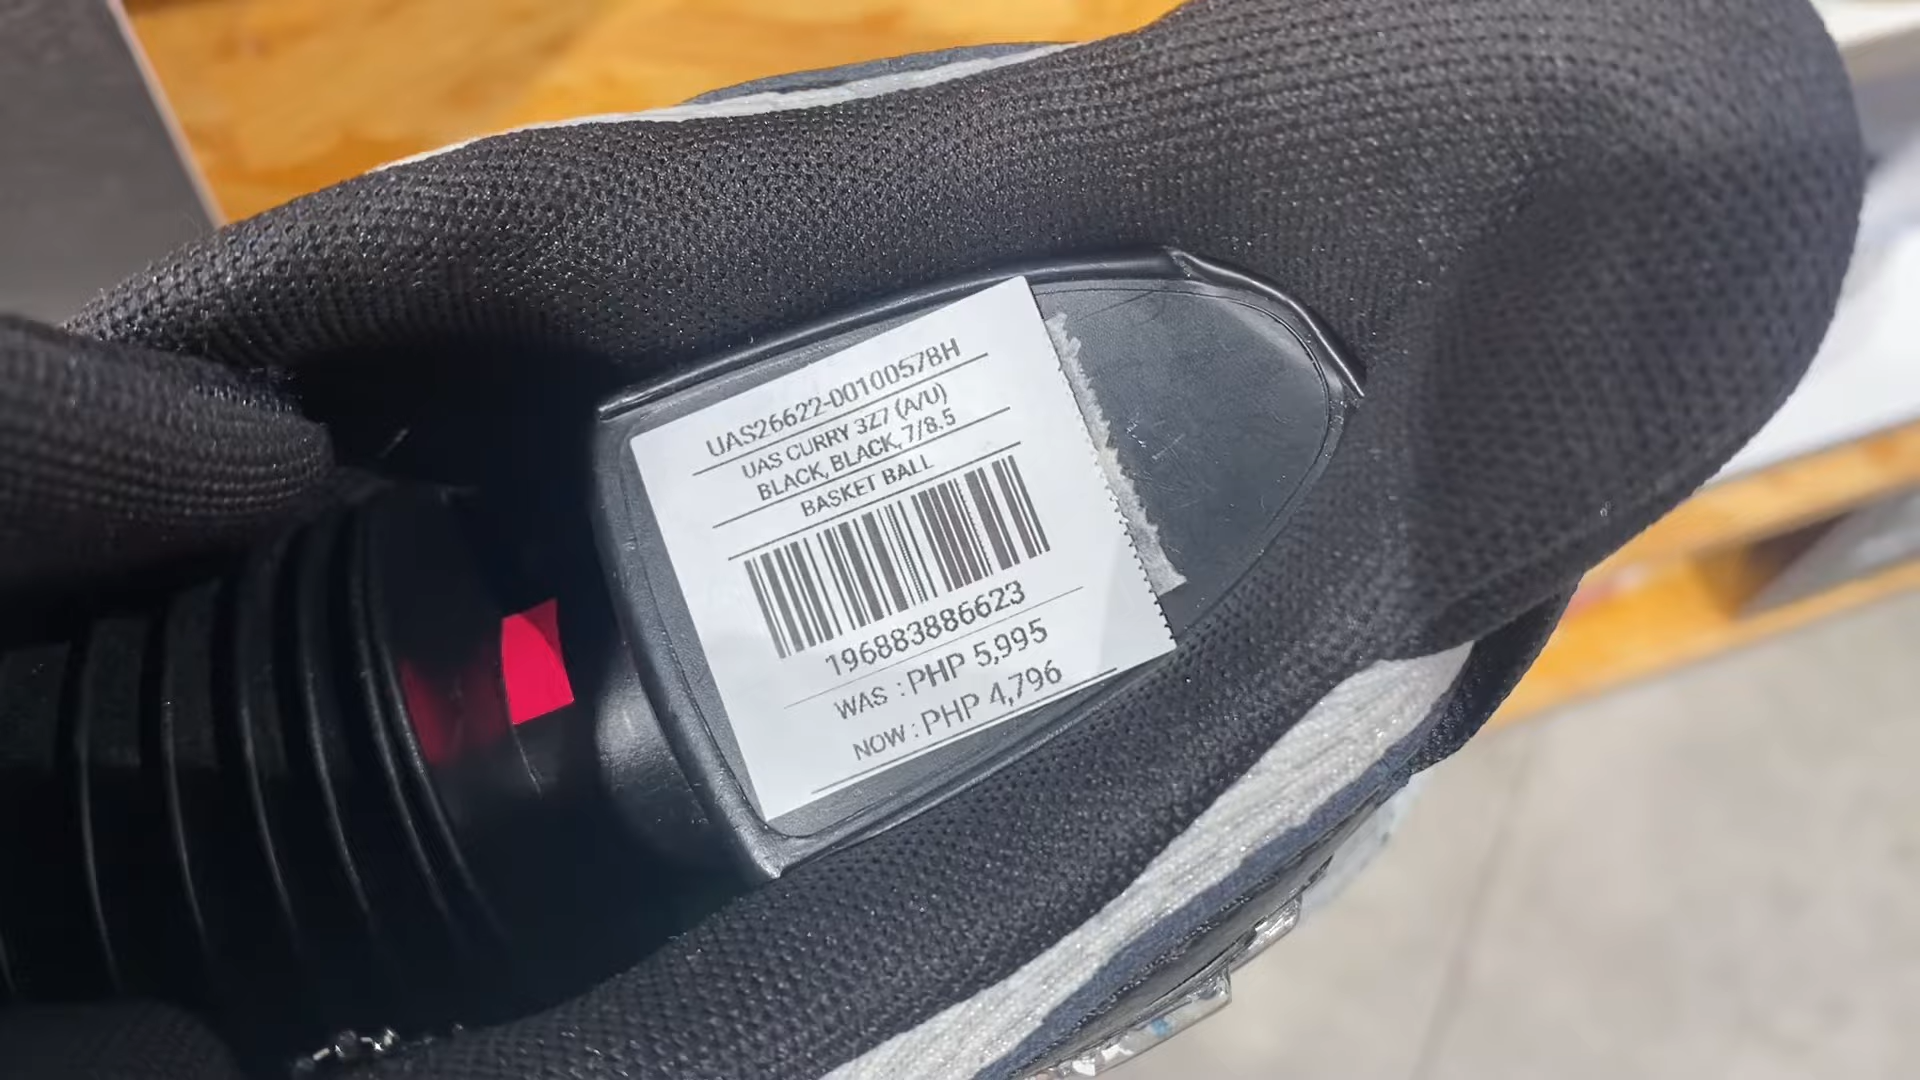 UAS26622-0010057BH
UAS CURRY 3Z7 (A/U)
BLACK, BLACK, 7/8.5
BASKET BALL
196883886623
WAS : PHP 5,995
NOW : PHP 4,796